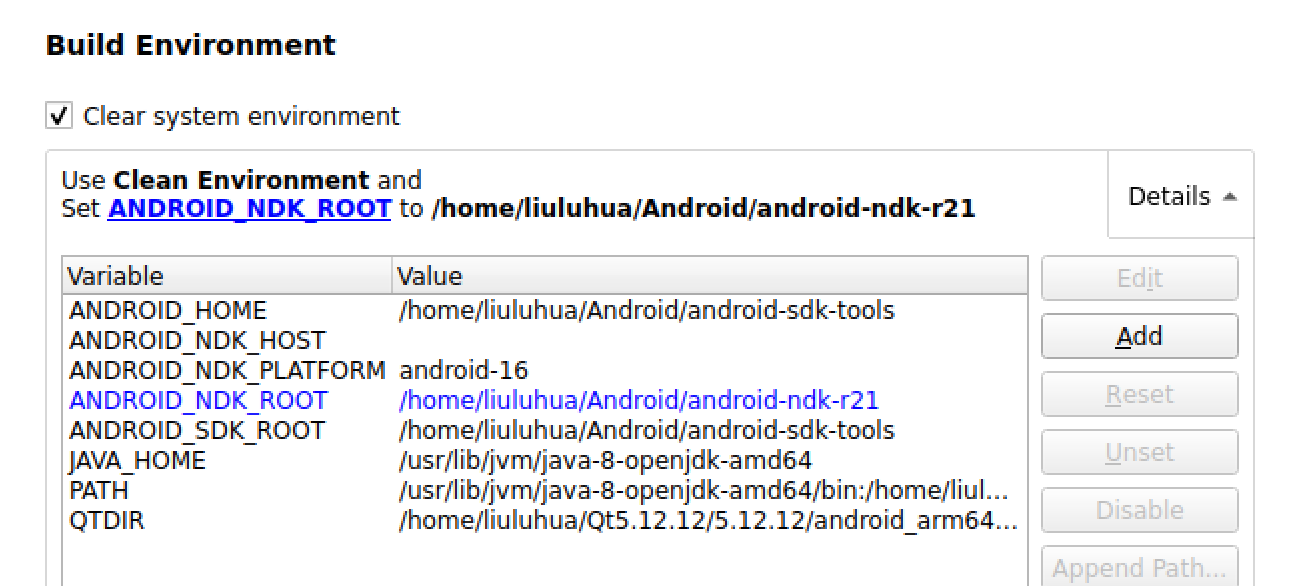 Build Environment
Clear system environment
Use Clean Environment and
Set ANDROID_NDK_ROOT to /home/liuluhua/Android/android-ndk-r21
Details
Variable Value
ANDROID_HOME /home/liuluhua/Android/android-sdk-tools
ANDROID_NDK_HOST
ANDROID_NDK_PLATFORM android-16
ANDROID_NDK_ROOT /home/liuluhua/Android/android-ndk-r21
ANDROID_SDK_ROOT /home/liuluhua/Android/android-sdk-tools
JAVA_HOME /usr/lib/jvm/java-8-openjdk-amd64
PATH /usr/lib/jvm/java-8-openjdk-amd64/bin:/home/liul...
QTDIR /home/liuluhua/Qt5.12.12/5.12.12/android_arm64...
Edit
Add
Reset
Unset
Disable
Append Path...